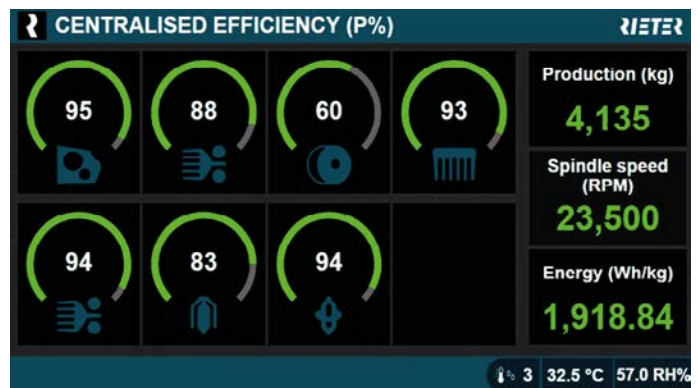 CENTRALISED EFFICIENCY (P%)
RIETER
95
88
60
93
94
83
94
Production (kg)
4,135
Spindle speed
(RPM)
23,500
Energy (Wh/kg)
1,918.84
3 32.5 °C 57.0 RH%